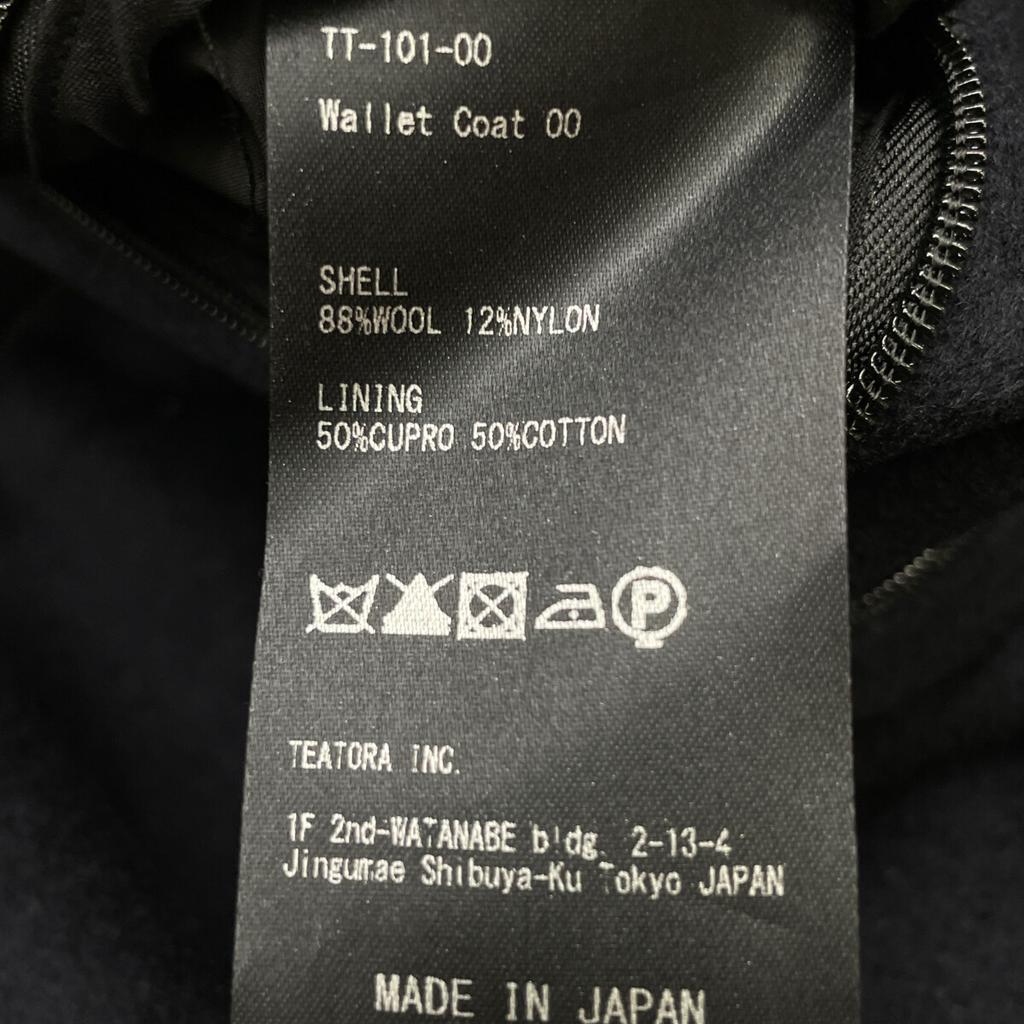 TT-101-00
Wallet Coat 00
SHELL
88%WOOL 12%NYLON
LINING
50%CUPRO 50%COTTON
P
TEATORA INC.
1F 2nd-WATANABE bldg. 2-13-4
Jingumae Shibuya-Ku Tokyo JAPAN
MADE IN JAPAN